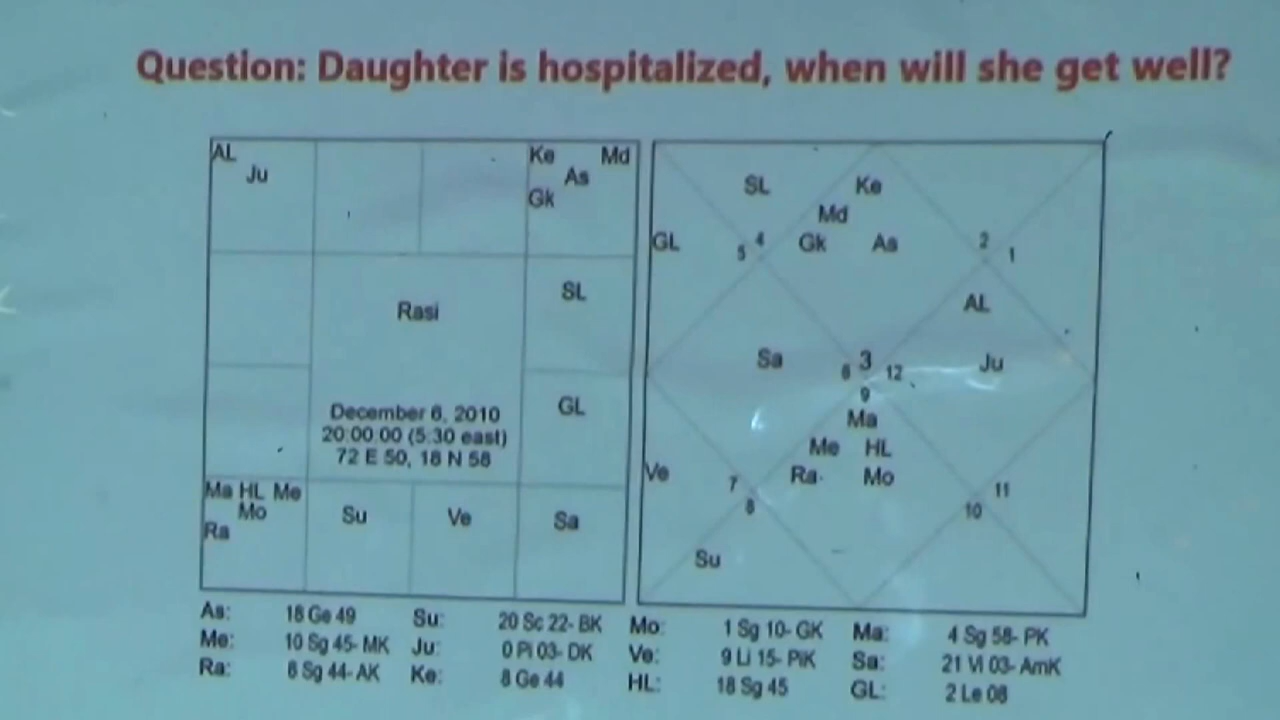 Question: Daughter is hospitalized, when will she get well?
AL
Ju
Ke Md
As
Gk
SL
Rasi
GL
December 6, 2010
20:00:00 (5:30 east)
72 E 50, 18 N 58
Ma HL Me
Mo
Ra
Su
Ve
Sa
SL
Ke
Md
GL
5
4
Gk
As
2
1
AL
Sa
6
3
12
Ju
9
Ma
Me HL
Ve
Ra
Mo
7
8
11
10
Su
As: 18 Ge 49 Su: 20 Sc 22- BK Mo: 1 Sg 10- GK Ma: 4 Sg 58- PK
Me: 10 Sg 45- MK Ju: 0 Pi 03- DK Ve: 9 Li 15- PiK Sa: 21 Vi 03- AmK
Ra: 6 Sg 44- AK Ke: 8 Ge 44 HL: 18 Sg 45 GL: 2 Le 08